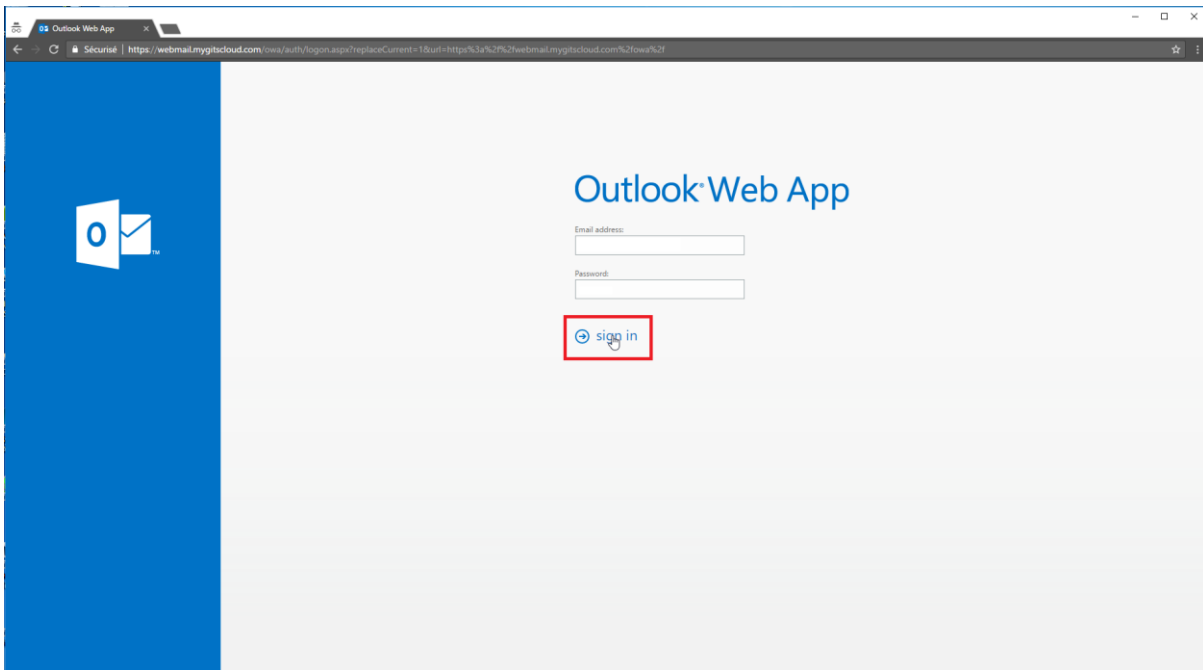 Outlook Web App
Sécurisé | https://webmail.mygitscloud.com/owa/auth/logon.aspx?replaceCurrent=1&url=https%3a%2f%2fwebmail.mygitscloud.com%2fowa%2f
Outlook® Web App
Email address:
O
TM
Password:
sign in